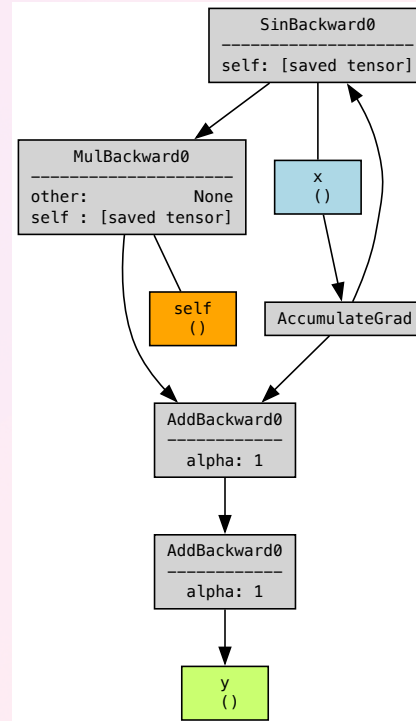 SinBackward0
--------------------
self: [saved tensor]
MulBackward0
---------------------
other:           None
self : [saved tensor]
x
()
self
()
AccumulateGrad
AddBackward0
------------
alpha: 1
AddBackward0
------------
alpha: 1
y
()